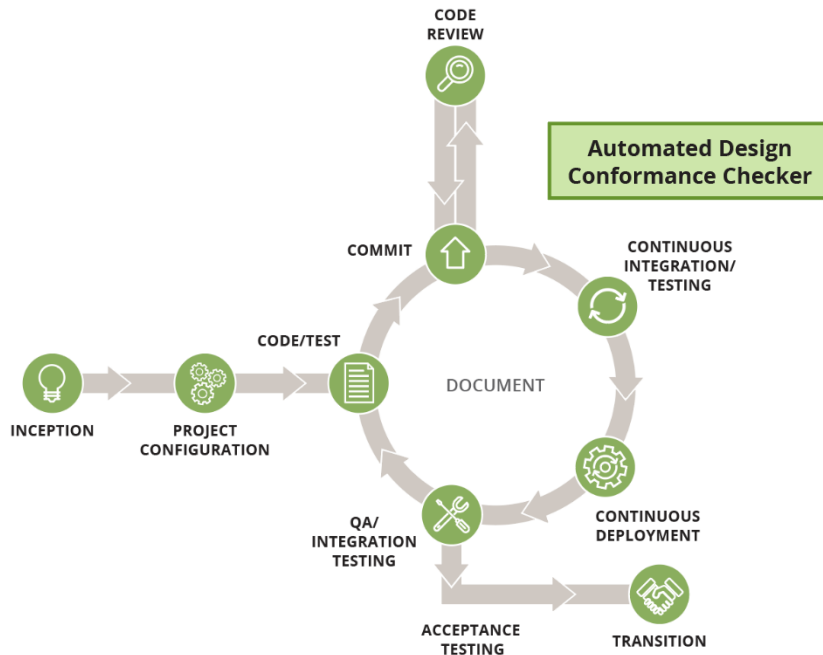 CODE
REVIEW
Automated Design
Conformance Checker
COMMIT
CONTINUOUS
INTEGRATION/
TESTING
CODE/TEST
DOCUMENT
INCEPTION
PROJECT
CONFIGURATION
QA/
INTEGRATION
TESTING
CONTINUOUS
DEPLOYMENT
ACCEPTANCE
TESTING
TRANSITION